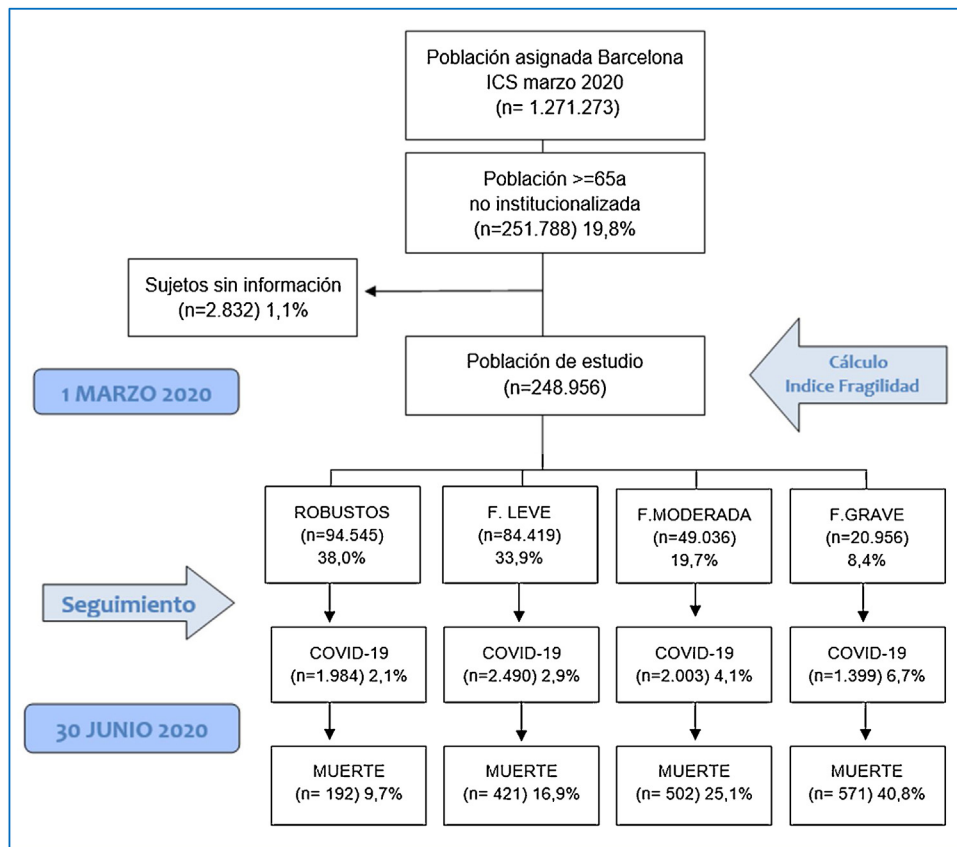 Población asignada Barcelona
ICS marzo 2020
(n= 1.271.273)
Población >=65a
no institucionalizada
(n=251.788) 19,8%
Sujetos sin información
(n=2.832) 1,1%
Población de estudio
(n=248.956)
Cálculo
Indice Fragilidad
1 MARZO 2020
ROBUSTOS
(n=94.545)
38,0%
F. LEVE
(n=84.419)
33,9%
F.MODERADA
(n=49.036)
19,7%
F.GRAVE
(n=20.956)
8,4%
Seguimiento
COVID-19
(n=1.984) 2,1%
COVID-19
(n=2.490) 2,9%
COVID-19
(n=2.003) 4,1%
COVID-19
(n=1.399) 6,7%
30 JUNIO 2020
MUERTE
(n= 192) 9,7%
MUERTE
(n= 421) 16,9%
MUERTE
(n= 502) 25,1%
MUERTE
(n= 571) 40,8%